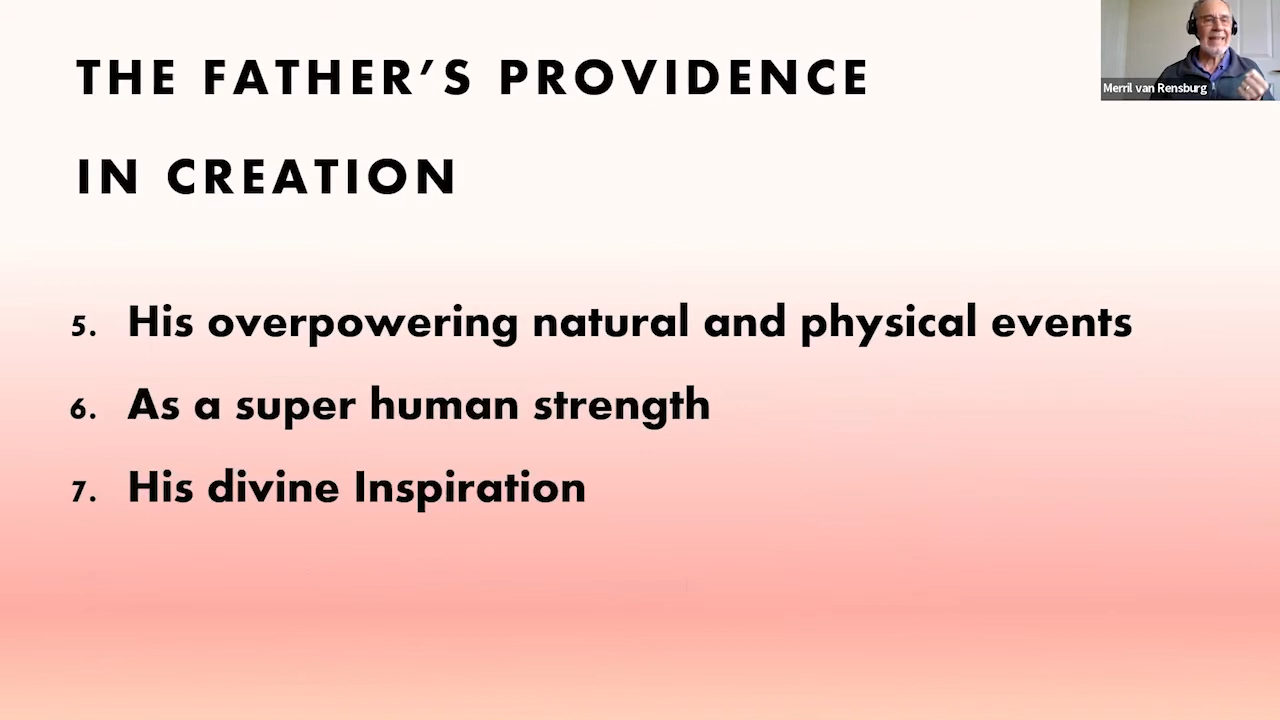 THE FATHER’S PROVIDENCE
IN CREATION
Merril van Rensburg
5. His overpowering natural and physical events
6. As a super human strength
7. His divine Inspiration